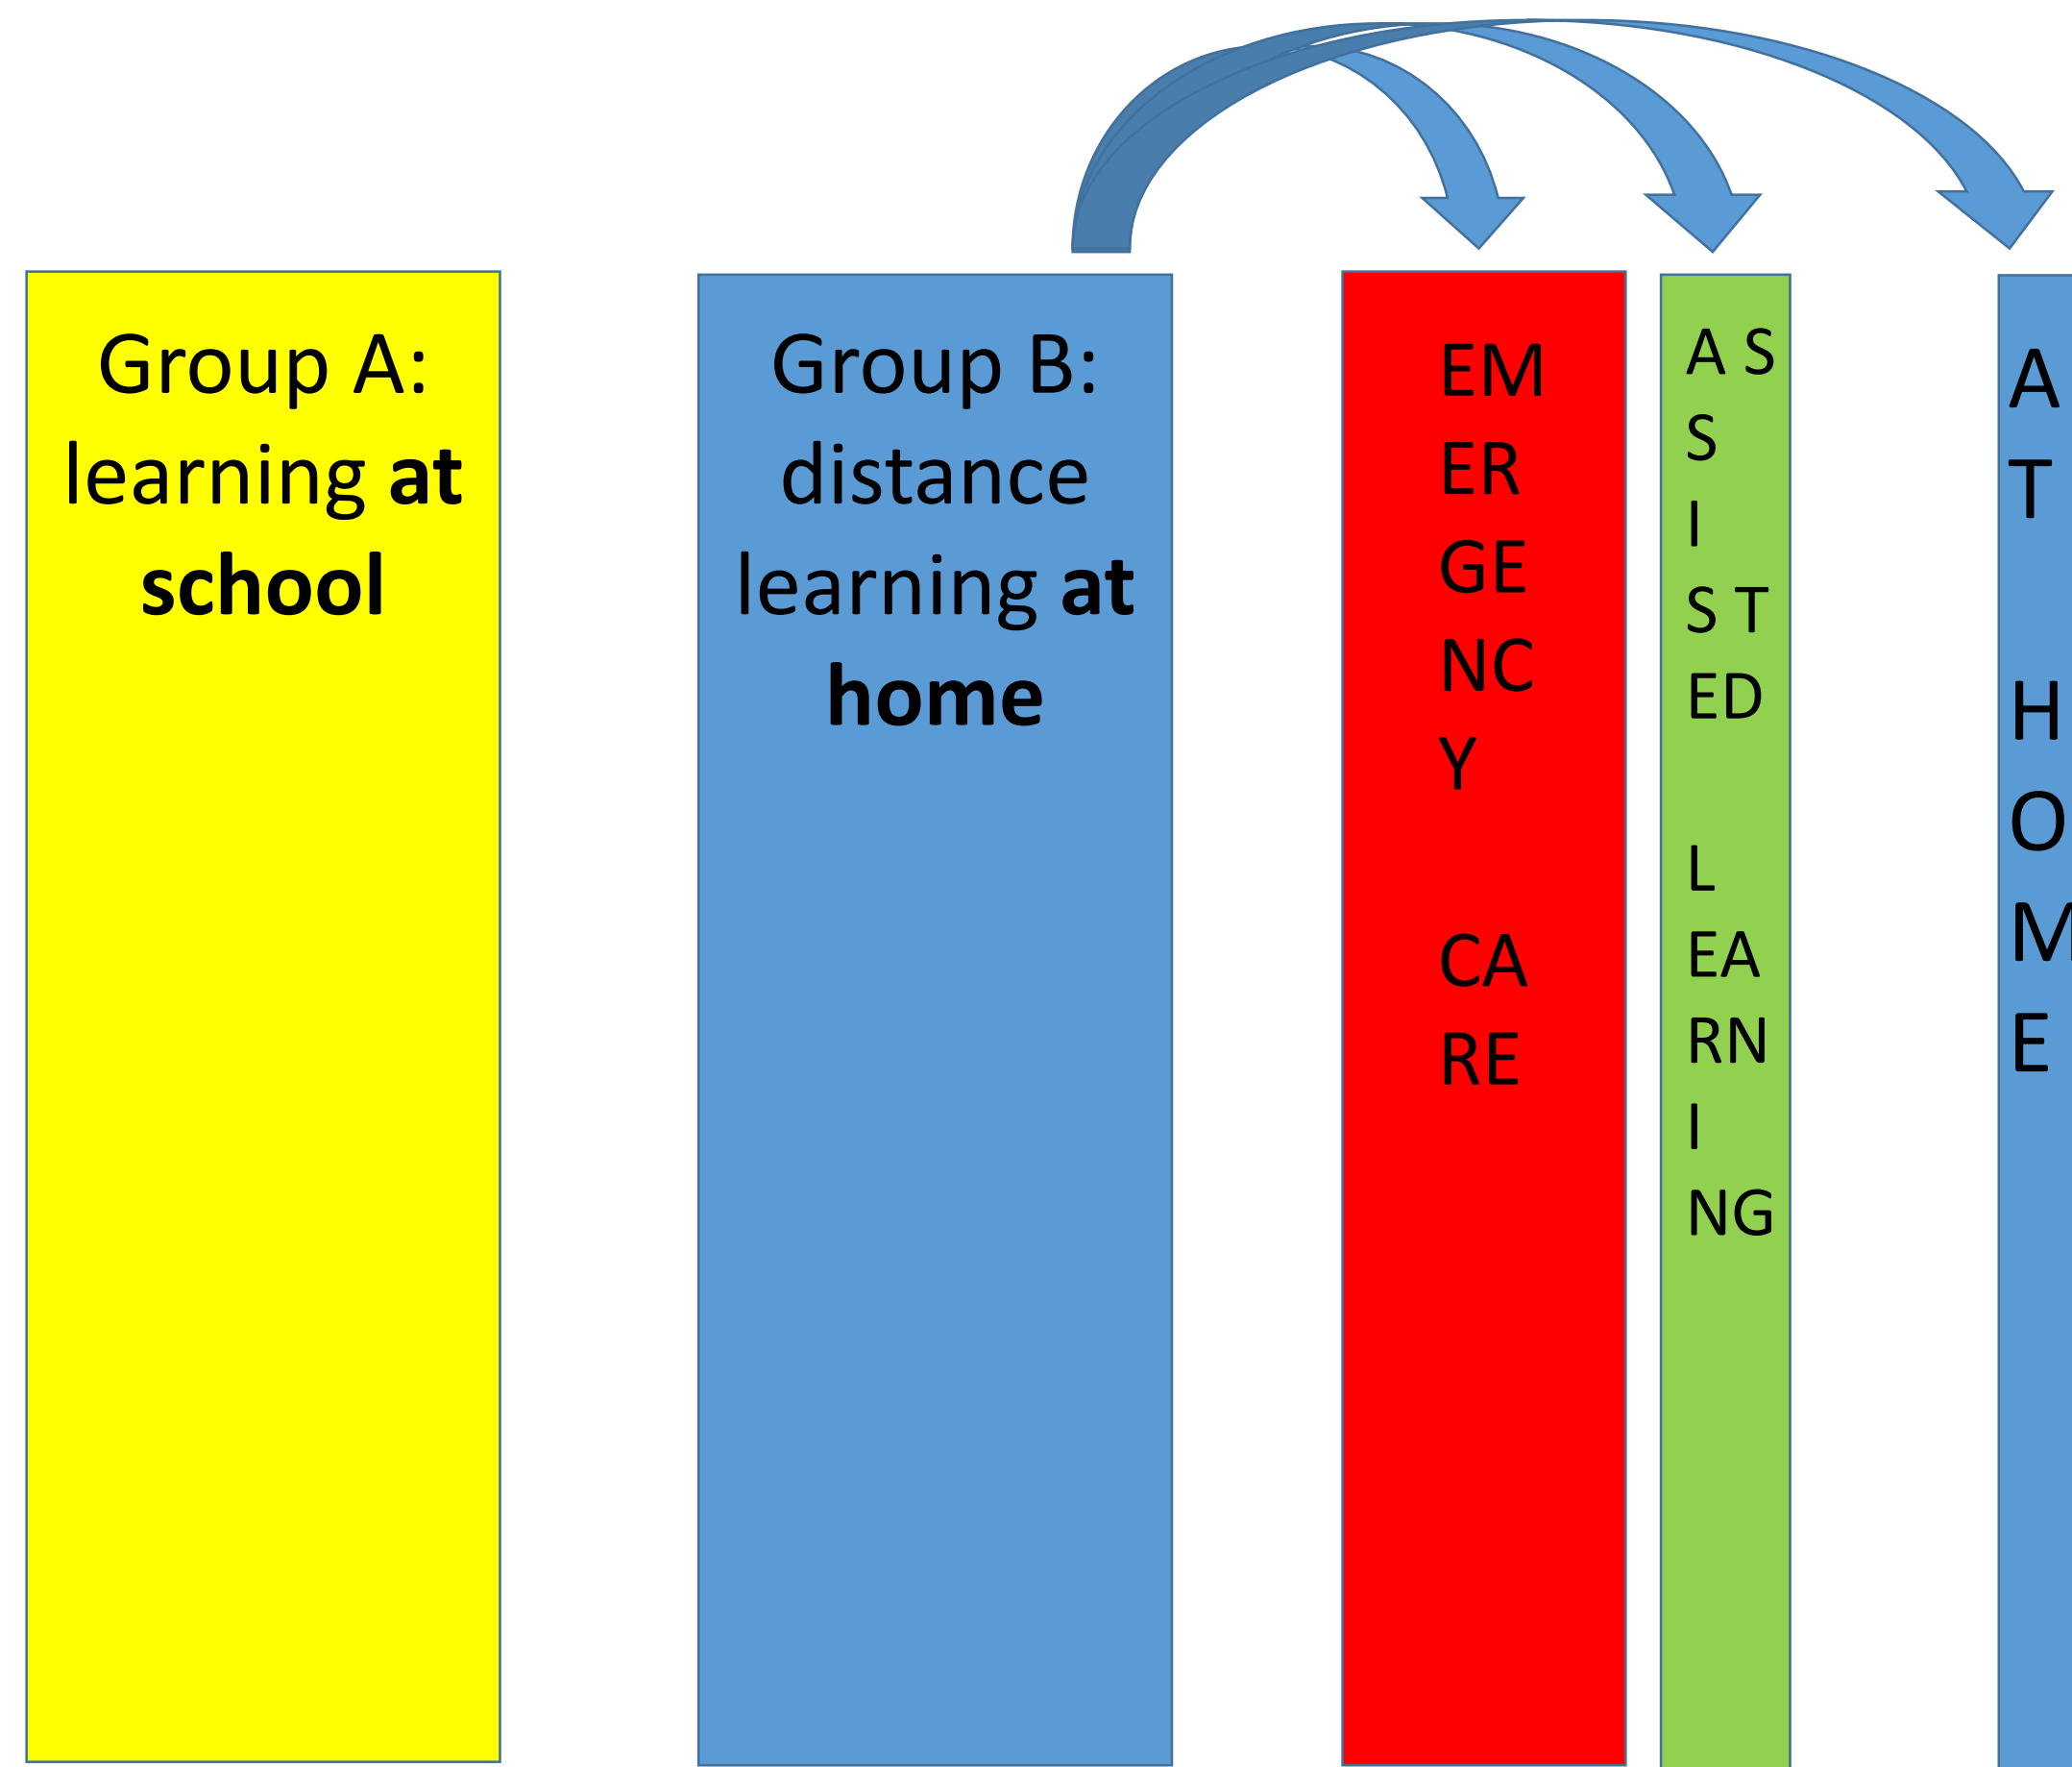 Group A:
learning at
school
Group B:
distance
learning at
home
EM
ER
GE
NC
Y
CA
RE
A S
S
I
S T
ED
L
EA
RN
I
NG
A
T
H
O
M
E